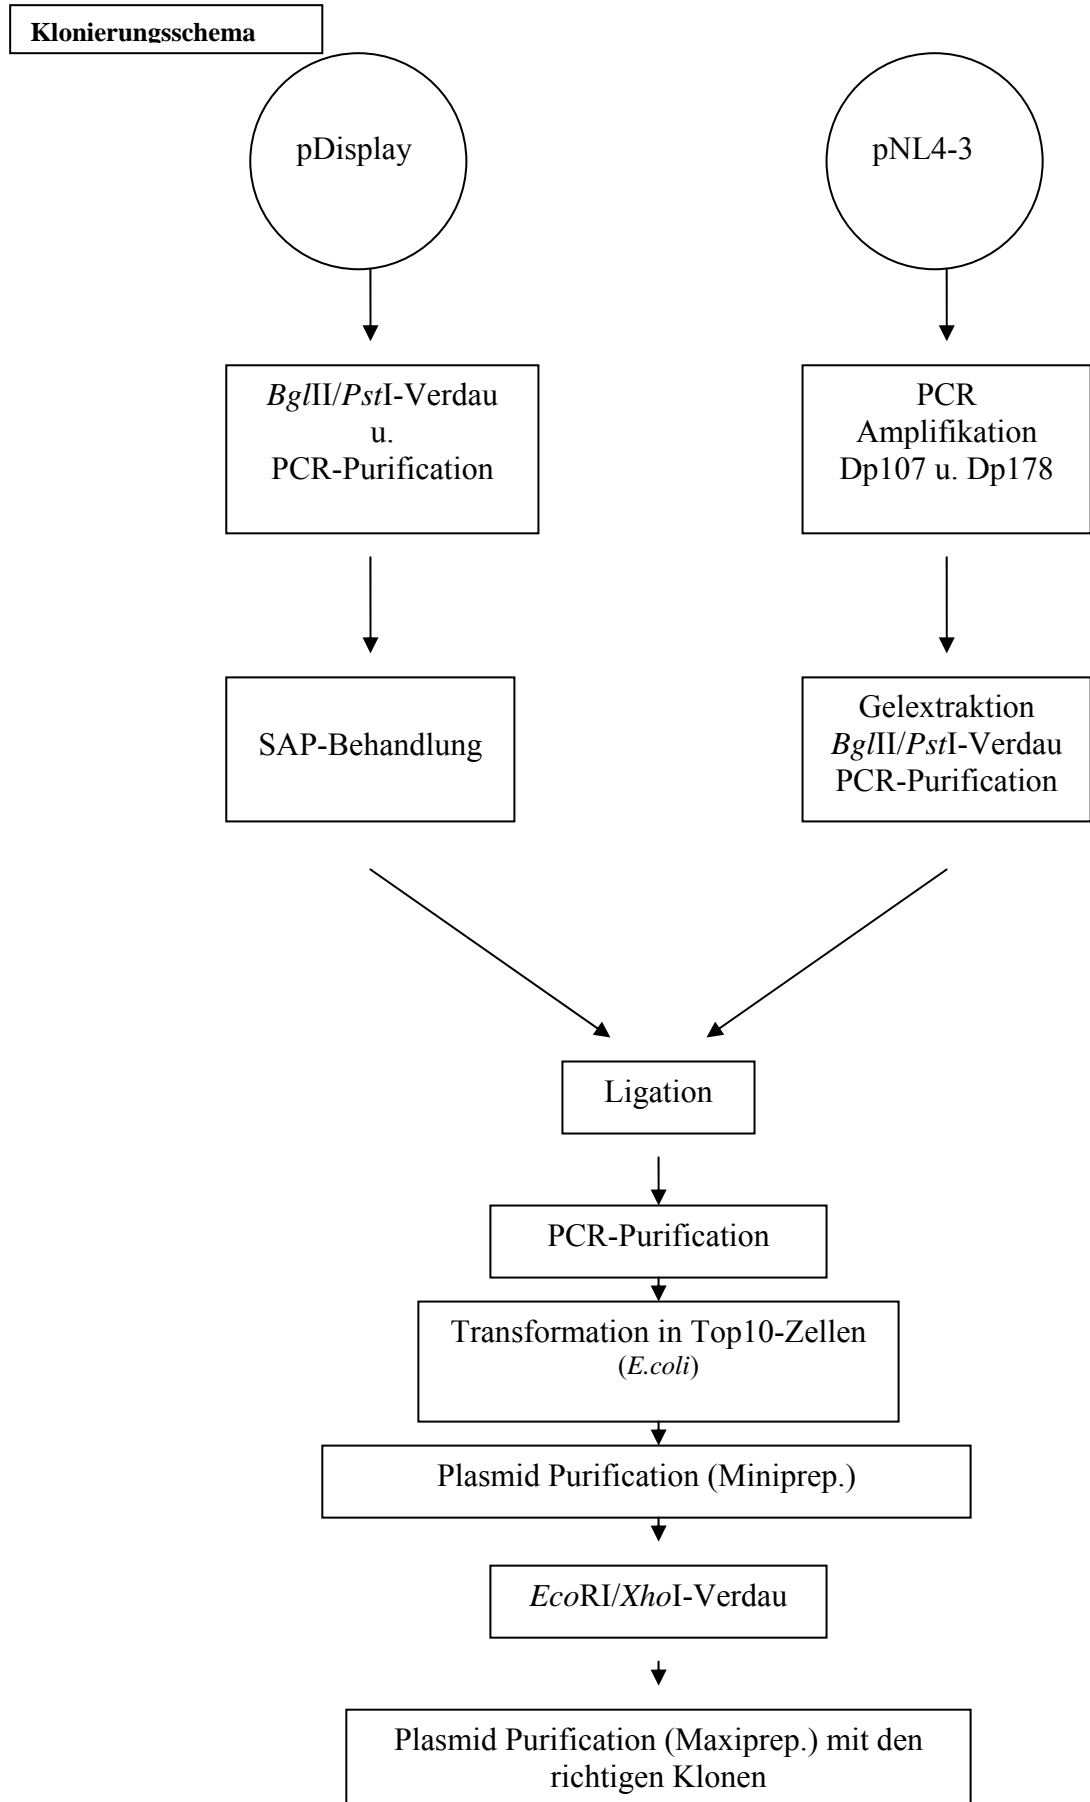 Klonierungsschema
pDisplay
pNL4-3
BglII/PstI-Verdau
u.
PCR-Purification
PCR
Amplifikation
Dp107 u. Dp178
SAP-Behandlung
Gelextraktion
BglII/PstI-Verdau
PCR-Purification
Ligation
PCR-Purification
Transformation in Top10-Zellen
(E.coli)
Plasmid Purification (Miniprep.)
EcoRI/XhoI-Verdau
Plasmid Purification (Maxiprep.) mit den
richtigen Klonen